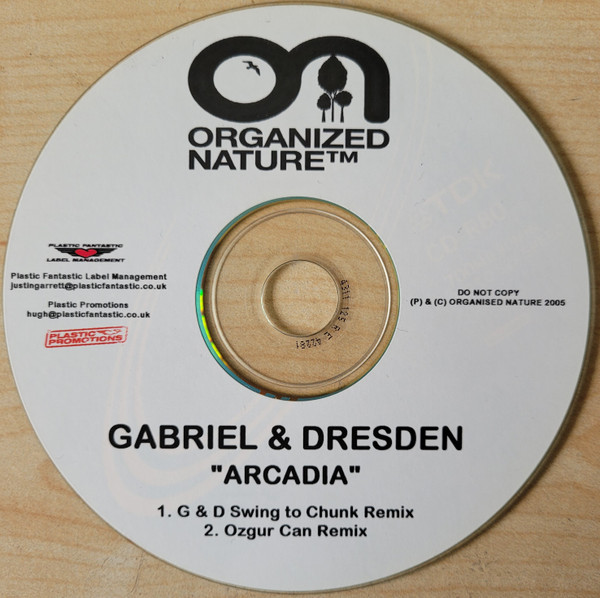 ON
ORGANIZED
NATURE™
PLASTIC FANTASTIC
LABEL MANAGEMENT
Plastic Fantastic Label Management
justingarrett@plasticfantastic.co.uk
Plastic Promotions
hugh@plasticfantastic.co.uk
PLASTIC
PROMOTIONS
DO NOT COPY
(P) & (C) ORGANISED NATURE 2005
TDK
GABRIEL & DRESDEN
"ARCADIA"
1. G & D Swing to Chunk Remix
2. Ozgur Can Remix